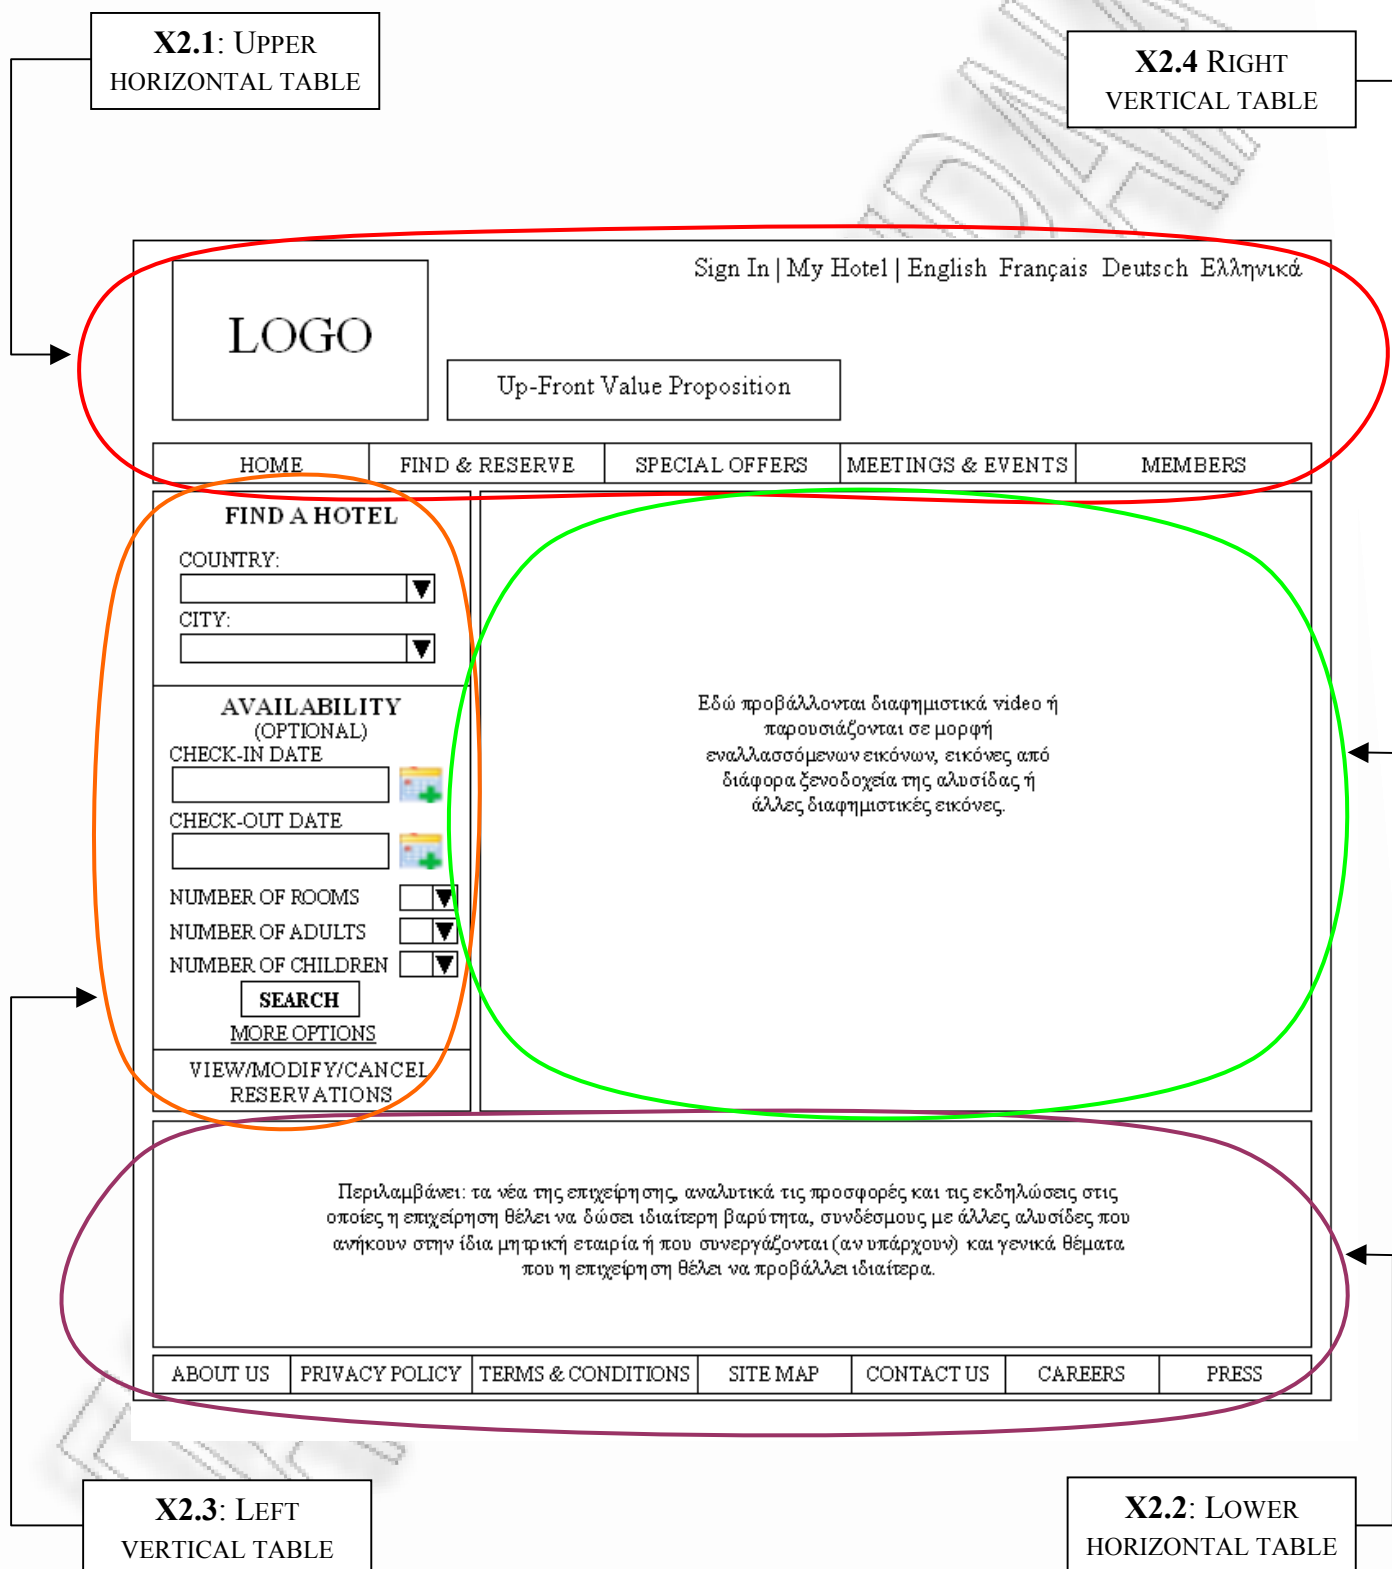 X2.1: UPPER
HORIZONTAL TABLE
X2.4 RIGHT
VERTICAL TABLE
Sign In | My Hotel | English Français Deutsch Ελληνικά
LOGO
Up-Front Value Proposition
HOME FIND & RESERVE SPECIAL OFFERS MEETINGS & EVENTS MEMBERS
FIND A HOTEL
COUNTRY:
CITY:
AVAILABILITY
(OPTIONAL)
CHECK-IN DATE
CHECK-OUT DATE
NUMBER OF ROOMS
NUMBER OF ADULTS
NUMBER OF CHILDREN
SEARCH
MORE OPTIONS
VIEW/MODIFY/CANCEL
RESERVATIONS
Εδώ προβάλλονται διαφημιστικά video ή
παρουσιάζονται σε μορφή
εναλλασσόμενων εικόνων, εικόνες από
διάφορα ξενοδοχεία της αλυσίδας ή
άλλες διαφημιστικές εικόνες.
Περιλαμβάνει: τα νέα της επιχείρησης, αναλυτικά τις προσφορές και τις εκδηλώσεις στις
οποίες η επιχείρηση θέλει να δώσει ιδιαίτερη βαρύτητα, συνδέσμους με άλλες αλυσίδες που
ανήκουν στην ίδια μητρική εταιρία ή που συνεργάζονται (αν υπάρχουν) και γενικά θέματα
που η επιχείρηση θέλει να προβάλλει ιδιαίτερα.
ABOUT US PRIVACY POLICY TERMS & CONDITIONS SITE MAP CONTACT US CAREERS PRESS
X2.3: LEFT
VERTICAL TABLE
X2.2: LOWER
HORIZONTAL TABLE